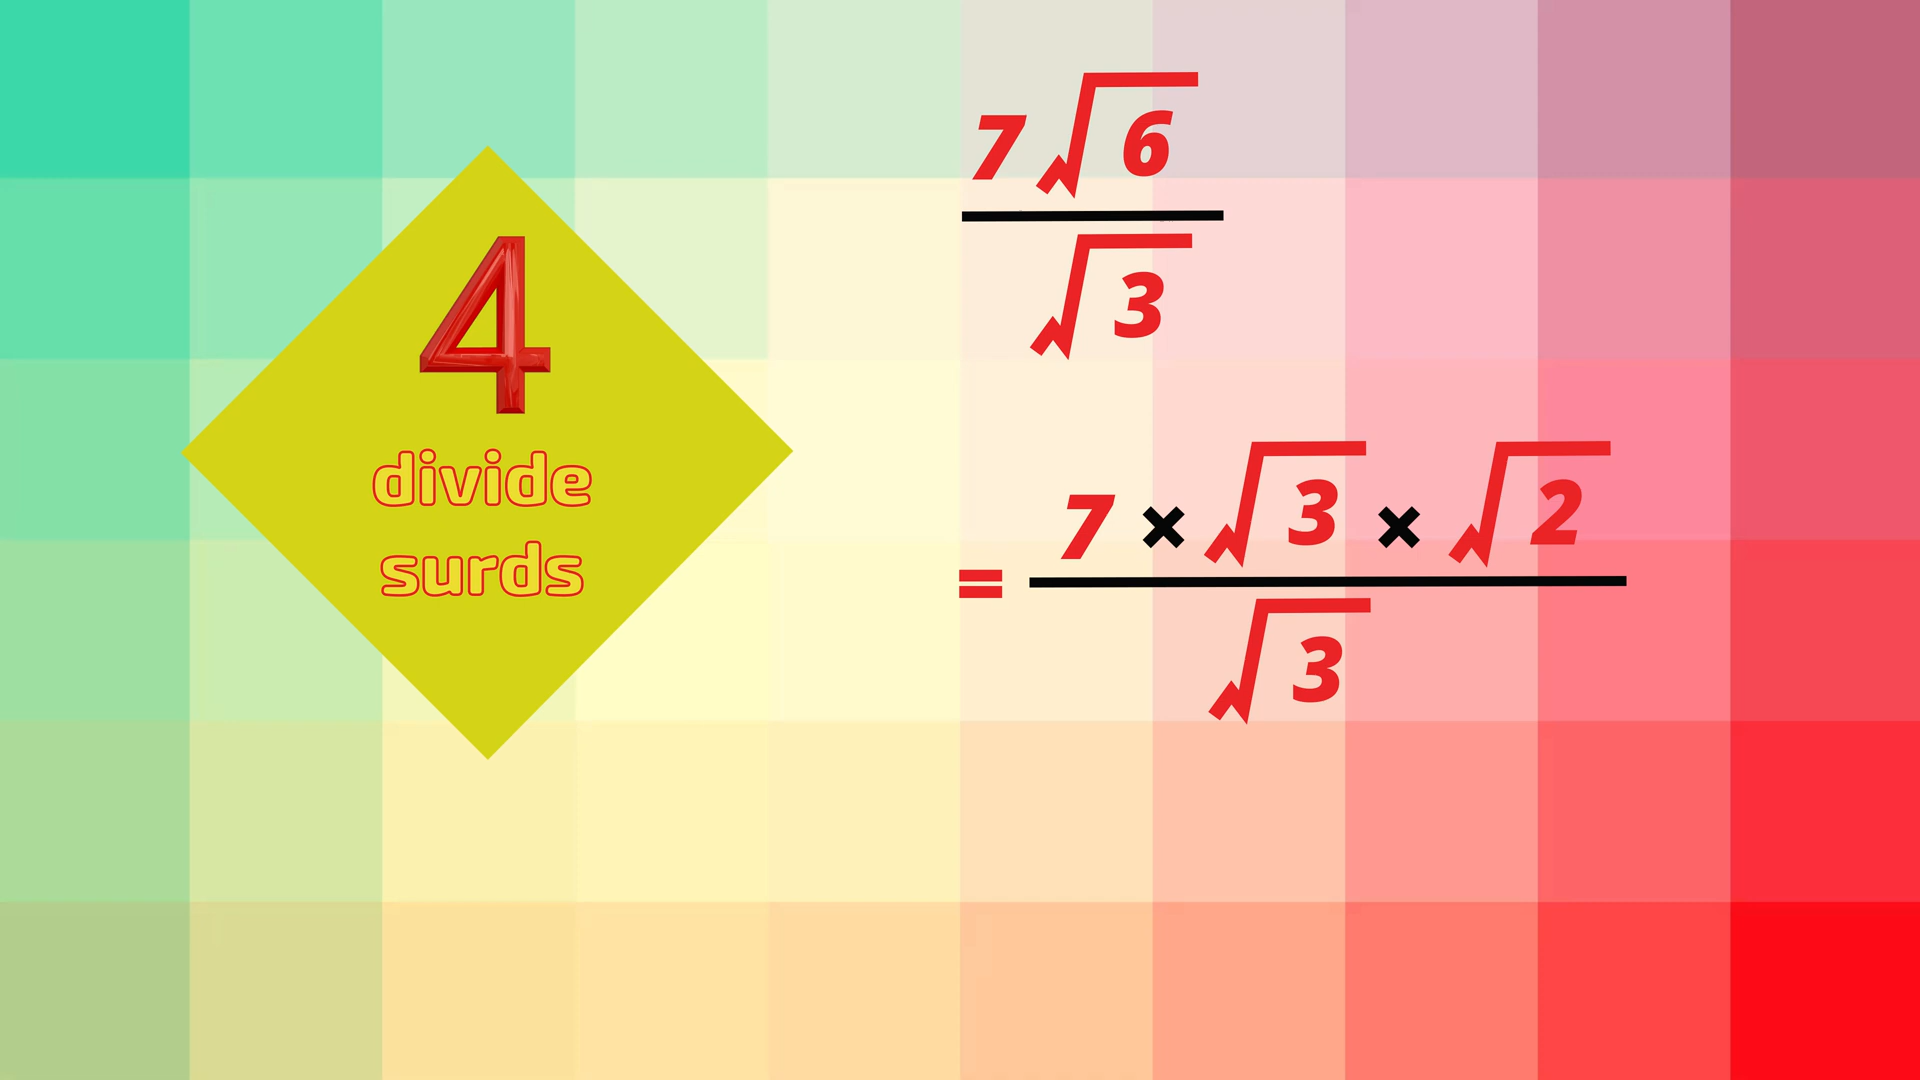 4
divide
surds
7√6
√3
= 7 × √3 × √2
√3